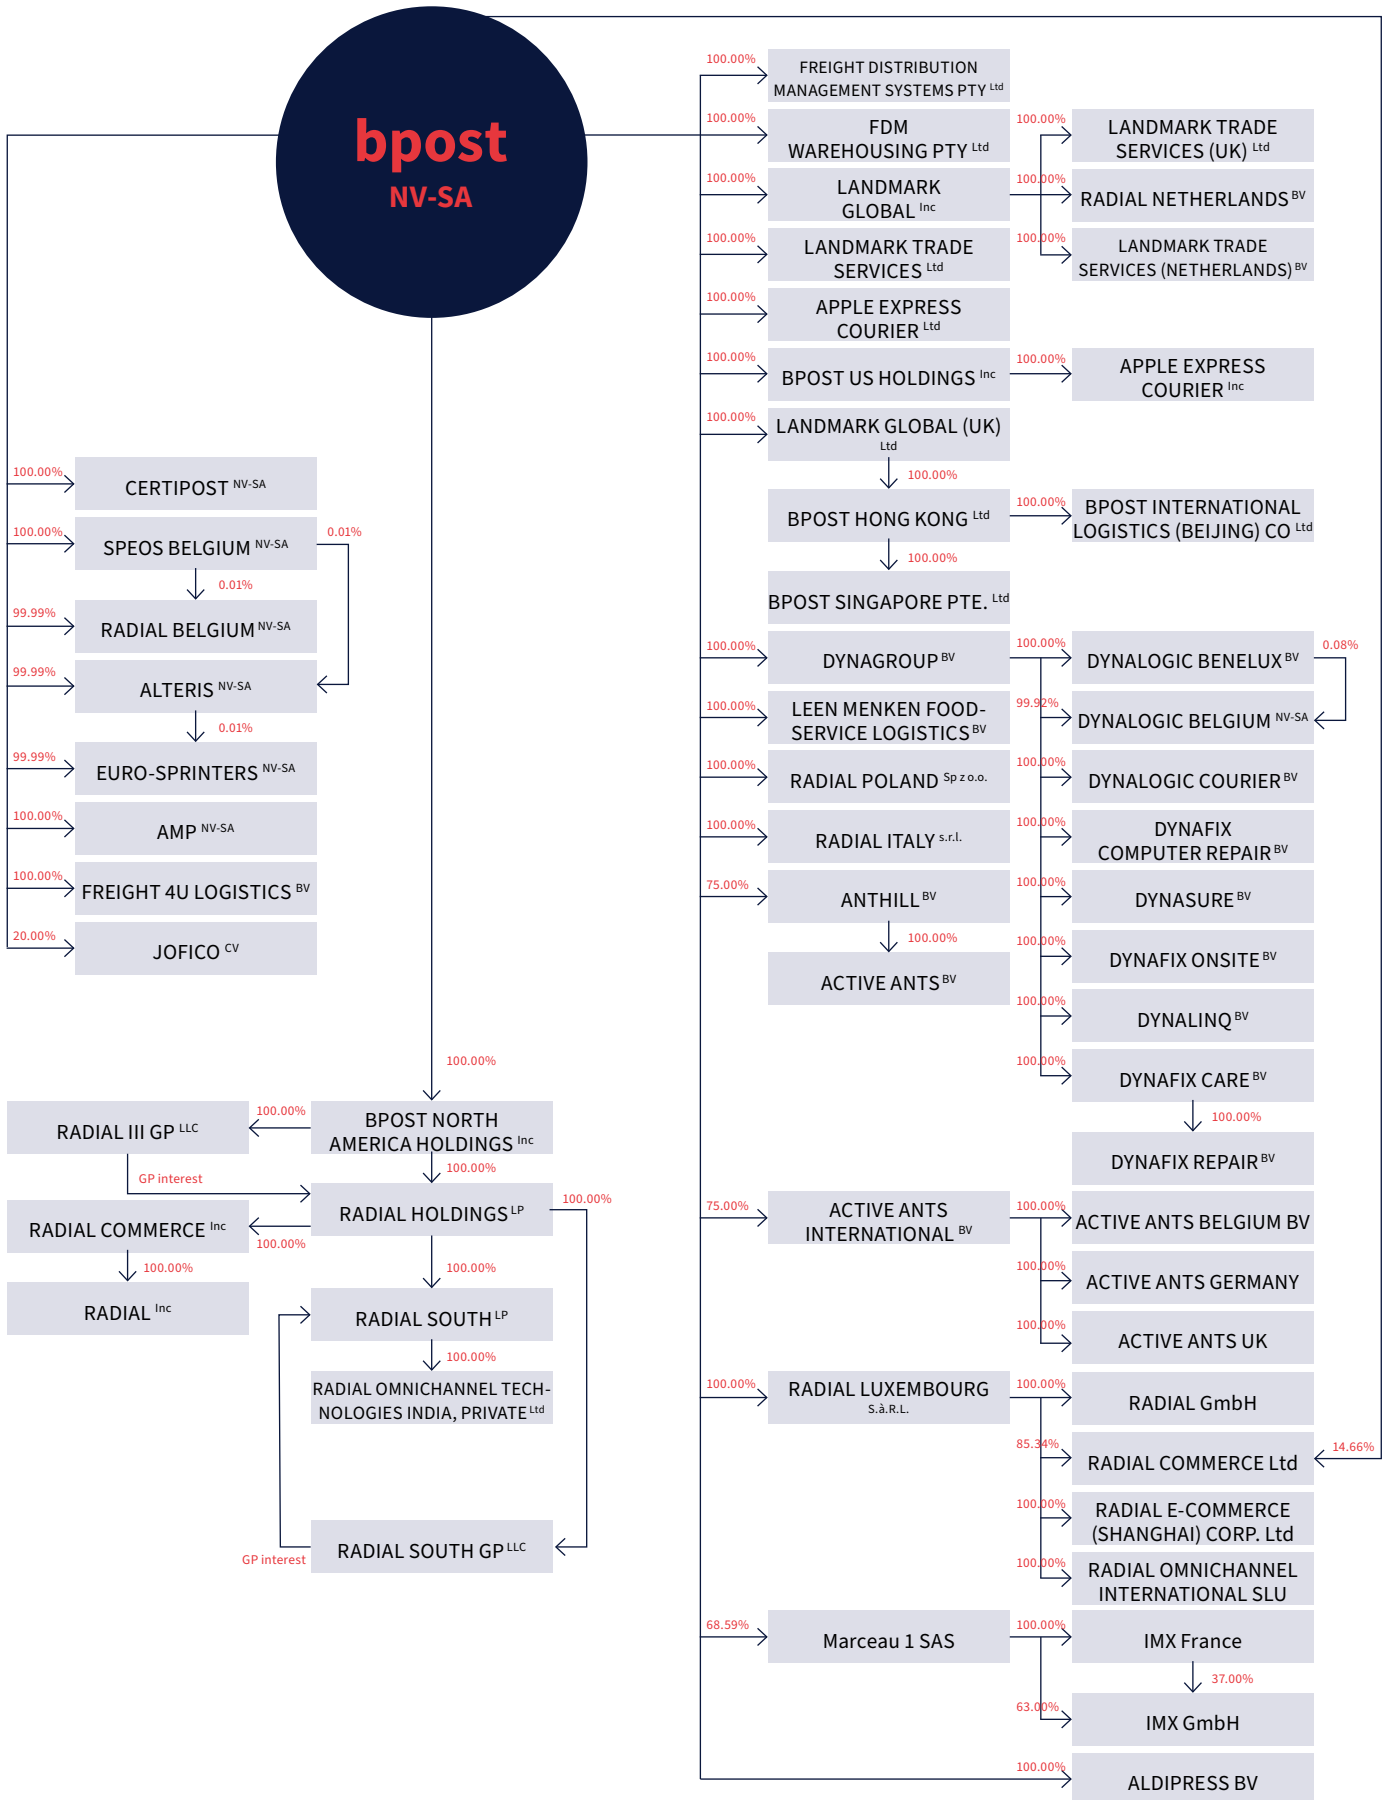 bpost
NV-SA
100.00%
CERTIPOST NV-SA
100.00%
SPEOS BELGIUM NV-SA
0.01%
0.01%
99.99%
RADIAL BELGIUM NV-SA
99.99%
ALTERIS NV-SA
0.01%
99.99%
EURO-SPRINTERS NV-SA
100.00%
AMP NV-SA
100.00%
FREIGHT 4U LOGISTICS BV
20.00%
JOFICO CV
100.00%
BPOST NORTH
AMERICA HOLDINGS Inc
100.00%
RADIAL III GP LLC
GP interest
100.00%
RADIAL HOLDINGS LP
100.00%
100.00%
RADIAL COMMERCE Inc
100.00%
RADIAL Inc
100.00%
RADIAL SOUTH LP
100.00%
RADIAL OMNICHANNEL TECH-
NOLOGIES INDIA, PRIVATE Ltd
RADIAL SOUTH GP LLC
GP interest
100.00%
FREIGHT DISTRIBUTION
MANAGEMENT SYSTEMS PTY Ltd
100.00%
FDM
WAREHOUSING PTY Ltd
100.00%
LANDMARK
GLOBAL Inc
100.00%
LANDMARK TRADE
SERVICES (UK) Ltd
100.00%
RADIAL NETHERLANDS BV
100.00%
LANDMARK TRADE
SERVICES (NETHERLANDS) BV
100.00%
LANDMARK TRADE
SERVICES Ltd
100.00%
APPLE EXPRESS
COURIER Ltd
100.00%
BPOST US HOLDINGS Inc
100.00%
APPLE EXPRESS
COURIER Inc
100.00%
LANDMARK GLOBAL (UK)
Ltd
100.00%
BPOST HONG KONG Ltd
100.00%
BPOST INTERNATIONAL
LOGISTICS (BEIJING) CO Ltd
100.00%
BPOST SINGAPORE PTE. Ltd
100.00%
DYNAGROUP BV
100.00%
DYNALOGIC BENELUX BV
0.08%
99.92%
DYNALOGIC BELGIUM NV-SA
100.00%
DYNALOGIC COURIER BV
100.00%
DYNAFIX
COMPUTER REPAIR BV
100.00%
DYNASURE BV
100.00%
DYNAFIX ONSITE BV
100.00%
DYNALINQ BV
100.00%
DYNAFIX CARE BV
100.00%
DYNAFIX REPAIR BV
100.00%
LEEN MENKEN FOOD-
SERVICE LOGISTICS BV
100.00%
RADIAL POLAND Sp z o.o.
100.00%
RADIAL ITALY s.r.l.
75.00%
ANTHILL BV
100.00%
ACTIVE ANTS BV
75.00%
ACTIVE ANTS
INTERNATIONAL BV
100.00%
ACTIVE ANTS BELGIUM BV
100.00%
ACTIVE ANTS GERMANY
100.00%
ACTIVE ANTS UK
100.00%
RADIAL LUXEMBOURG
S.à.R.L.
100.00%
RADIAL GmbH
85.34%
RADIAL COMMERCE Ltd
14.66%
100.00%
RADIAL E-COMMERCE
(SHANGHAI) CORP. Ltd
100.00%
RADIAL OMNICHANNEL
INTERNATIONAL SLU
68.59%
Marceau 1 SAS
100.00%
IMX France
37.00%
63.00%
IMX GmbH
100.00%
ALDIPRESS BV